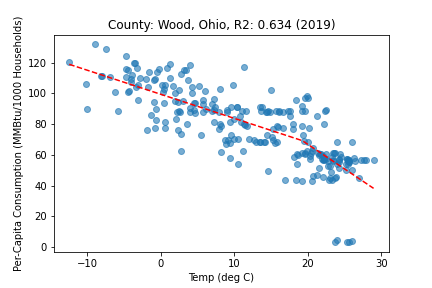 County: Wood, Ohio, R2: 0.634 (2019)
Per-Capita Consumption (MMBtu/1000 Households)
120
100
80
60
40
20
0
−10 0 10 20 30
Temp (deg C)